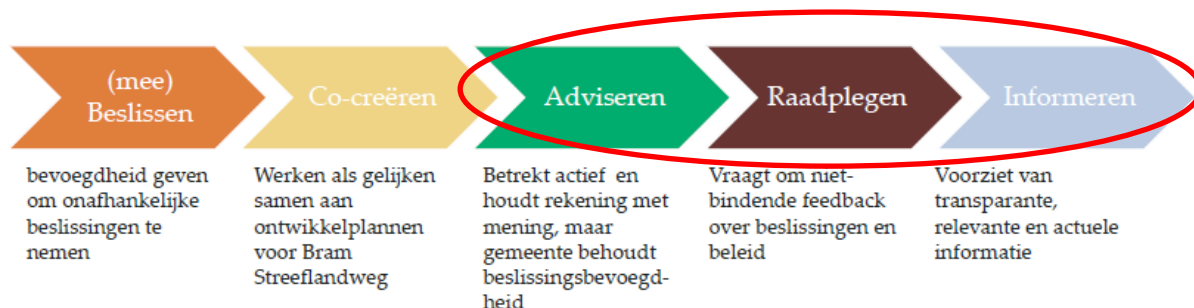 (mee)
Beslissen
Co-creëren
Adviseren
Raadplegen
Informeren
bevoegdheid geven
om onafhankelijke
beslissingen te
nemen
Werken als gelijken
samen aan
ontwikkelplannen
voor Bram
Streeflandweg
Betrekt actief en
houdt rekening met
mening, maar
gemeente behoudt
beslissingsbevoegd-
heid
Vraagt om niet-
bindende feedback
over beslissingen en
beleid
Voorziet van
transparante,
relevante en actuele
informatie